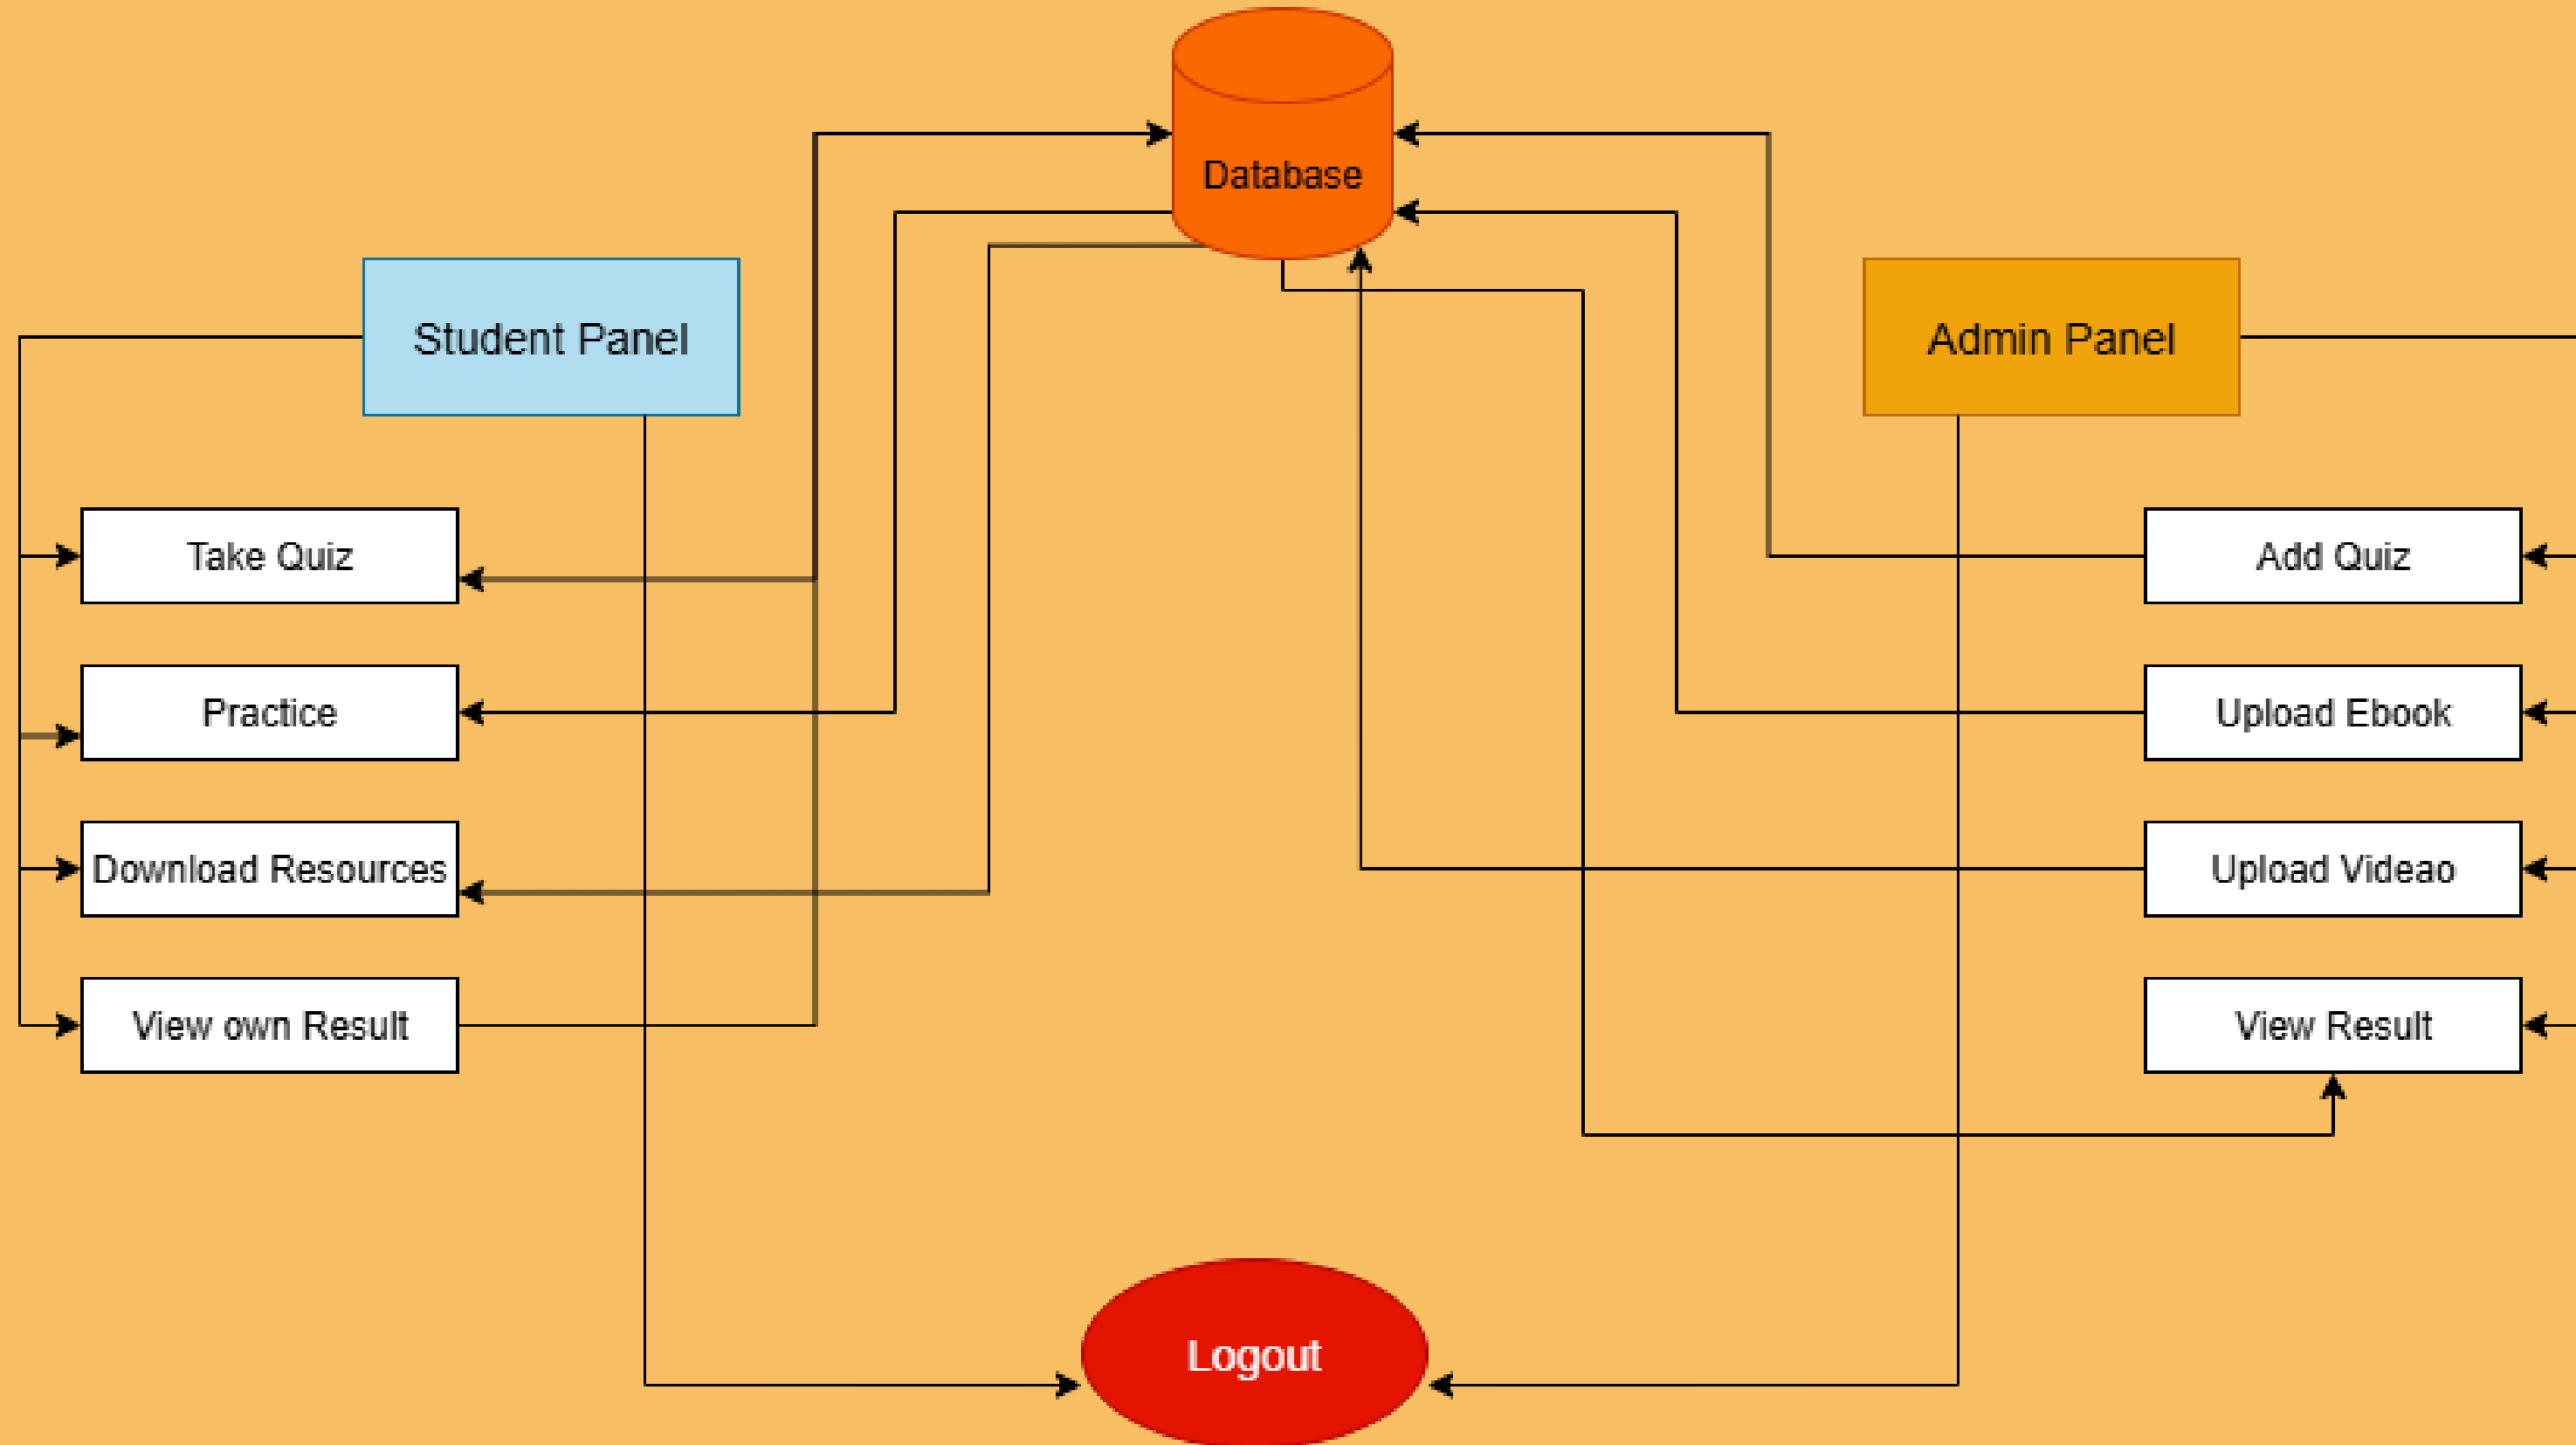 Database
Student Panel
Admin Panel
Take Quiz
Add Quiz
Practice
Upload Ebook
Download Resources
Upload Videao
View own Result
View Result
Logout